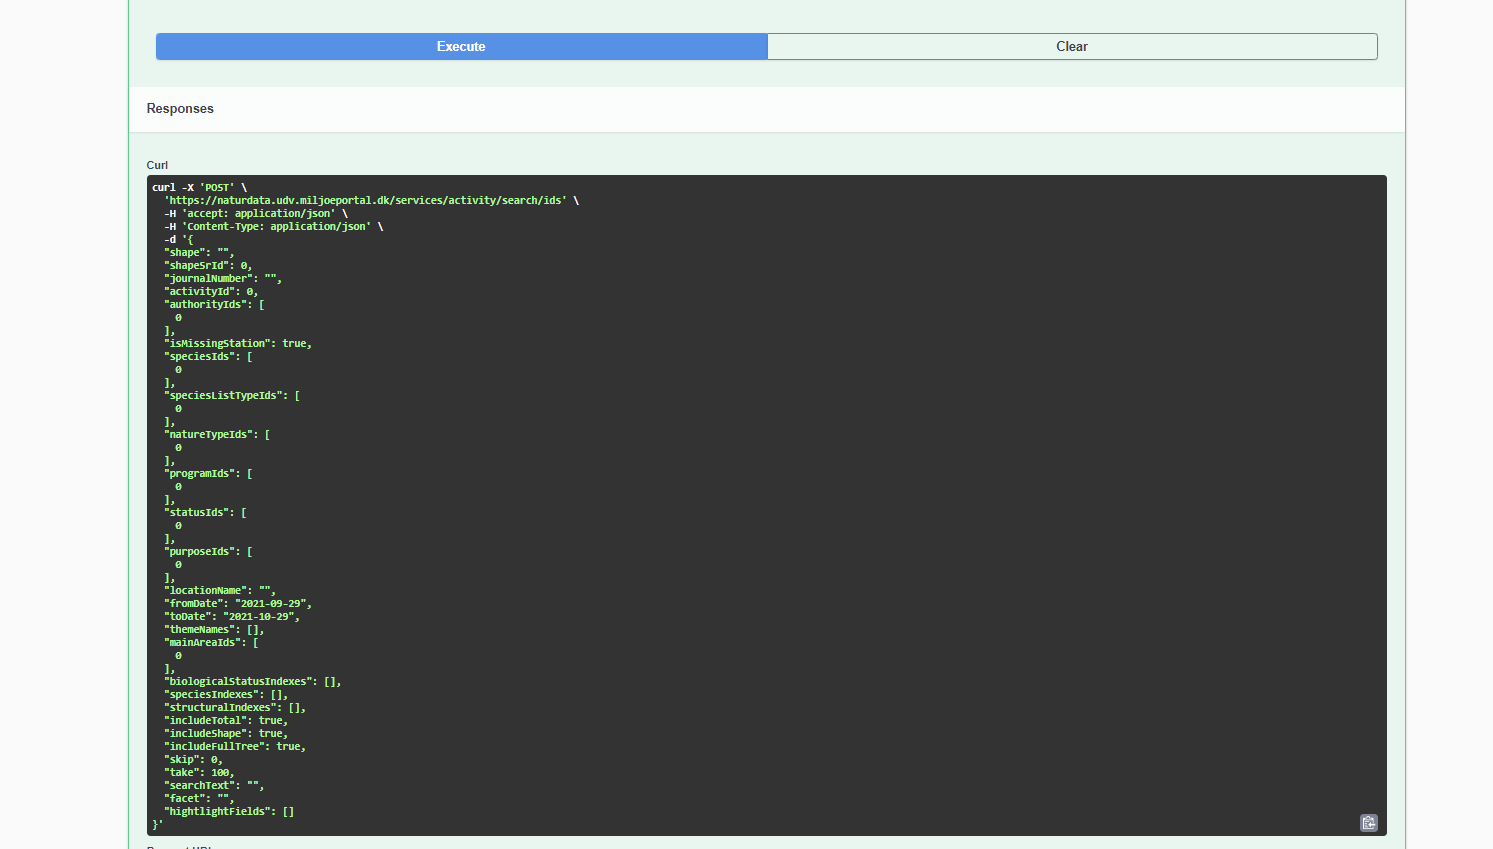 Execute
Clear
Responses
Curl
curl -X 'POST' \
  'https://naturdata.udv.miljoeportal.dk/services/activity/search/ids' \
  -H 'accept: application/json' \
  -H 'Content-Type: application/json' \
  -d '{
  "shape": "",
  "shapeSrId": 0,
  "journalNumber": "",
  "activityId": 0,
  "authorityIds": [
    0
  ],
  "isMissingStation": true,
  "speciesIds": [
    0
  ],
  "speciesListTypeIds": [
    0
  ],
  "natureTypeIds": [
    0
  ],
  "programIds": [
    0
  ],
  "statusIds": [
    0
  ],
  "purposeIds": [
    0
  ],
  "locationName": "",
  "fromDate": "2021-09-29",
  "toDate": "2021-10-29",
  "themeNames": [],
  "mainAreaIds": [
    0
  ],
  "biologicalStatusIndexes": [],
  "speciesIndexes": [],
  "structuralIndexes": [],
  "includeTotal": true,
  "includeShape": true,
  "includeFullTree": true,
  "skip": 0,
  "take": 100,
  "searchText": "",
  "facet": "",
  "hightlightFields": []
}'